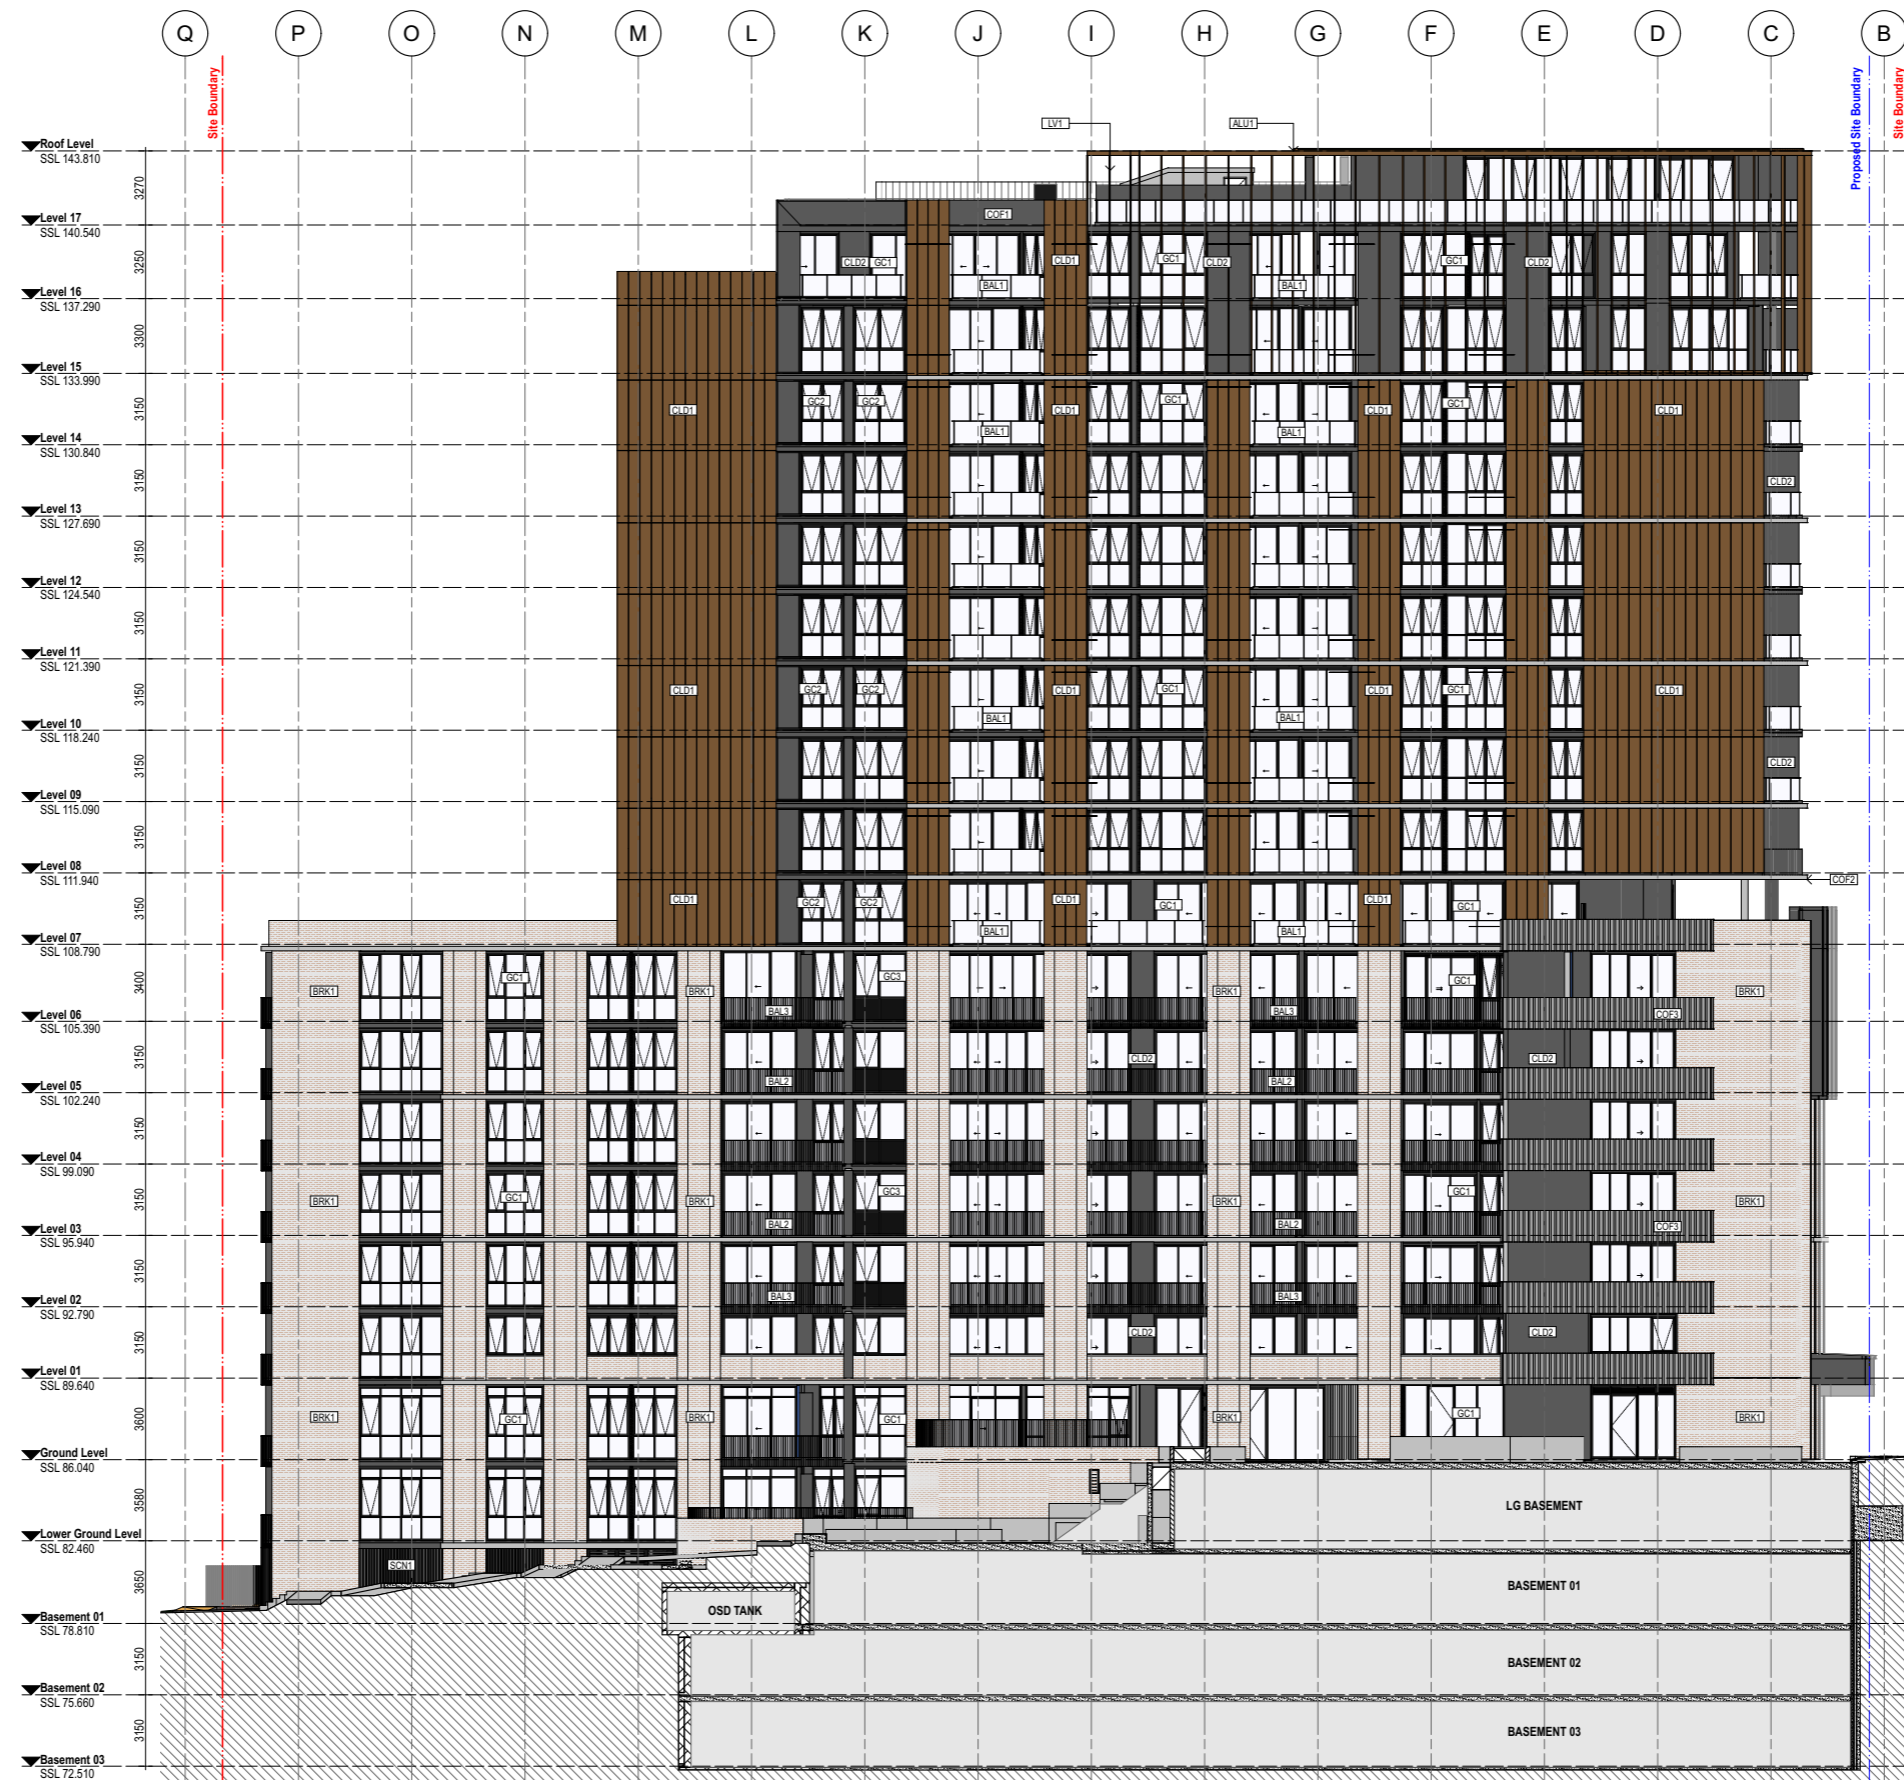 Q P O N M L K J I H G F E D C B
Site Boundary
Proposed Site Boundary
Site Boundary
LV1 ALU1
Roof Level
SSL 143.810
3270
COF1
Level 17
SSL 140.540
3250
CLD2 GC1 CLD1 GC1 CLD2 GC1 CLD2
BAL1 BAL1
Level 16
SSL 137.290
3300
Level 15
SSL 133.990
3150
GC2 GC2 GC1 GC1
CLD1 CLD1 CLD1 CLD1
BAL1 BAL1
Level 14
SSL 130.840
3150
CLD2
Level 13
SSL 127.690
3150
Level 12
SSL 124.540
3150
Level 11
SSL 121.390
3150
CLD1 GC2 GC2 CLD1 GC1 CLD1 GC1 CLD1
BAL1 BAL1
Level 10
SSL 118.240
3150
CLD2
Level 09
SSL 115.090
3150
Level 08
SSL 111.940
COF2
3150
CLD1 GC2 GC2 CLD1 GC1 CLD1 GC1
BAL1 BAL1
Level 07
SSL 108.790
3400
GC1 GC3 GC1
BRK1 BRK1 BRK1 BRK1
BAL3 BAL3 COF3
Level 06
SSL 105.390
3150
CLD2 CLD2
BAL2 BAL2
Level 05
SSL 102.240
3150
Level 04
SSL 99.090
3150
GC1 GC3 GC1
BRK1 BRK1 BRK1 BRK1
BAL2 BAL2 COF3
Level 03
SSL 95.940
3150
BAL3 BAL3
Level 02
SSL 92.790
3150
CLD2 CLD2
Level 01
SSL 89.640
3600
BRK1 GC1 BRK1 GC1 BRK1 GC1 BRK1
Ground Level
SSL 86.040
3580
LG BASEMENT
Lower Ground Level
SSL 82.460
3650
SCN1
BASEMENT 01
OSD TANK
Basement 01
SSL 78.810
3150
BASEMENT 02
Basement 02
SSL 75.660
3150
BASEMENT 03
Basement 03
SSL 72.510